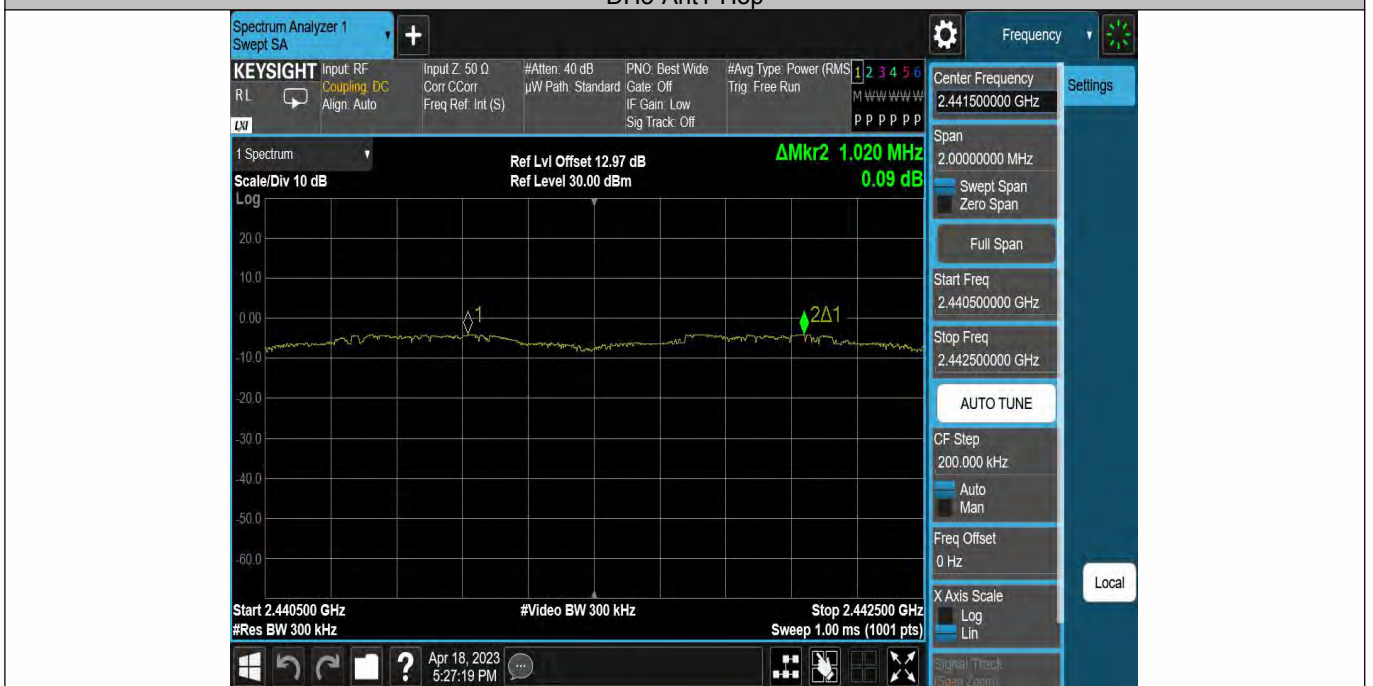 Spectrum Analyzer 1
Swept SA
+
Frequency
KEYSIGHT
RL
LXI
Input: RF
Coupling: DC
Align: Auto
Input Z: 50 Ω
Corr CCorr
Freq Ref: Int (S)
#Atten: 40 dB
µW Path: Standard
PNO: Best Wide
Gate: Off
IF Gain: Low
Sig Track: Off
#Avg Type: Power (RMS
Trig: Free Run
1 2 3 4 5 6
M W W W W W
P P P P P P
1 Spectrum
Scale/Div 10 dB
Log
Ref Lvl Offset 12.97 dB
Ref Level 30.00 dBm
ΔMkr2 1.020 MHz
0.09 dB
20.0
10.0
0.00
-10.0
-20.0
-30.0
-40.0
-50.0
-60.0
1
2Δ1
Start 2.440500 GHz
#Res BW 300 kHz
#Video BW 300 kHz
Stop 2.442500 GHz
Sweep 1.00 ms (1001 pts)
Apr 18, 2023
5:27:19 PM
?
Center Frequency
2.441500000 GHz
Settings
Span
2.00000000 MHz
Swept Span
Zero Span
Full Span
Start Freq
2.440500000 GHz
Stop Freq
2.442500000 GHz
AUTO TUNE
CF Step
200.000 kHz
Auto
Man
Freq Offset
0 Hz
X Axis Scale
Log
Lin
Local
Signal Track
(Span Zoom)